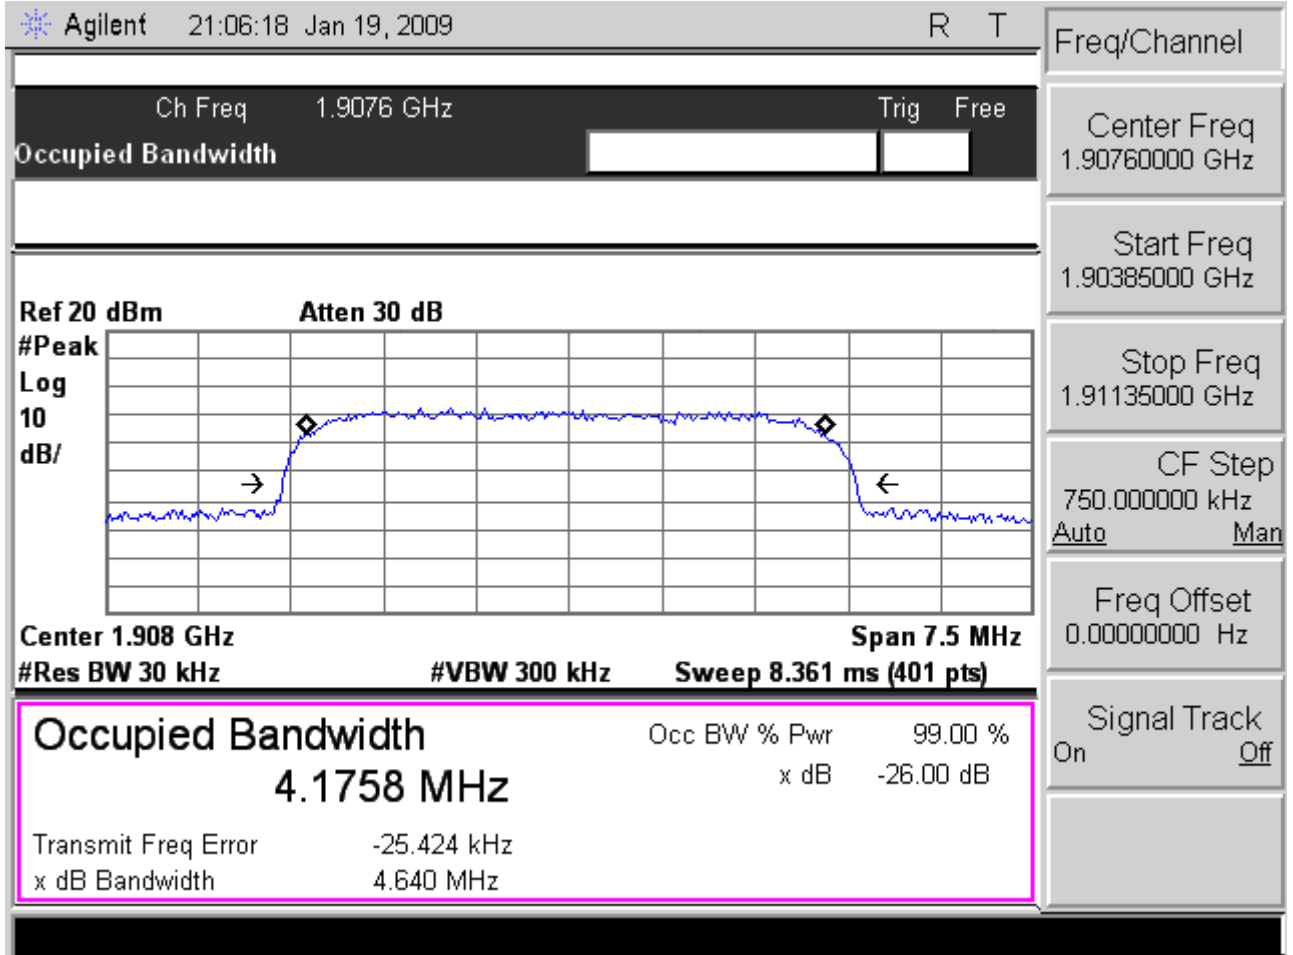 Agilent 21:06:18 Jan 19, 2009 R T
Freq/Channel
Ch Freq 1.9076 GHz Trig Free
Occupied Bandwidth
Center Freq
1.90760000 GHz
Start Freq
1.90385000 GHz
Stop Freq
1.91135000 GHz
CF Step
750.000000 kHz
Auto Man
Freq Offset
0.00000000 Hz
Signal Track
On Off
Ref 20 dBm Atten 30 dB
#Peak
Log
10
dB/
Center 1.908 GHz Span 7.5 MHz
#Res BW 30 kHz #VBW 300 kHz Sweep 8.361 ms (401 pts)
Occupied Bandwidth
4.1758 MHz
Occ BW % Pwr 99.00 %
x dB -26.00 dB
Transmit Freq Error -25.424 kHz
x dB Bandwidth 4.640 MHz